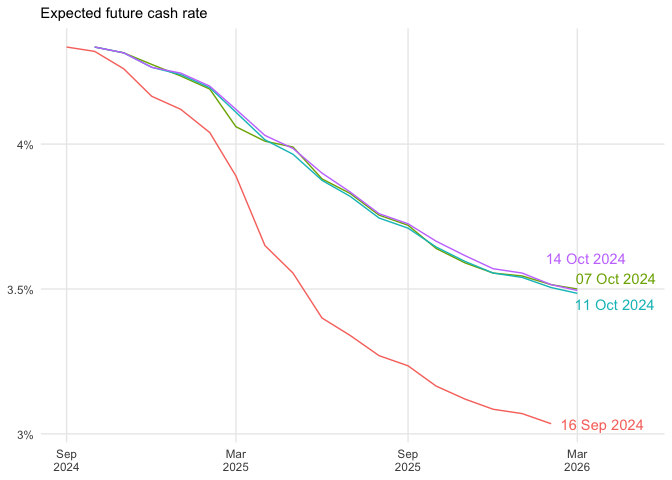 Expected future cash rate
4%
3.5%
3%
14 Oct 2024
07 Oct 2024
11 Oct 2024
16 Sep 2024
Sep
2024
Mar
2025
Sep
2025
Mar
2026